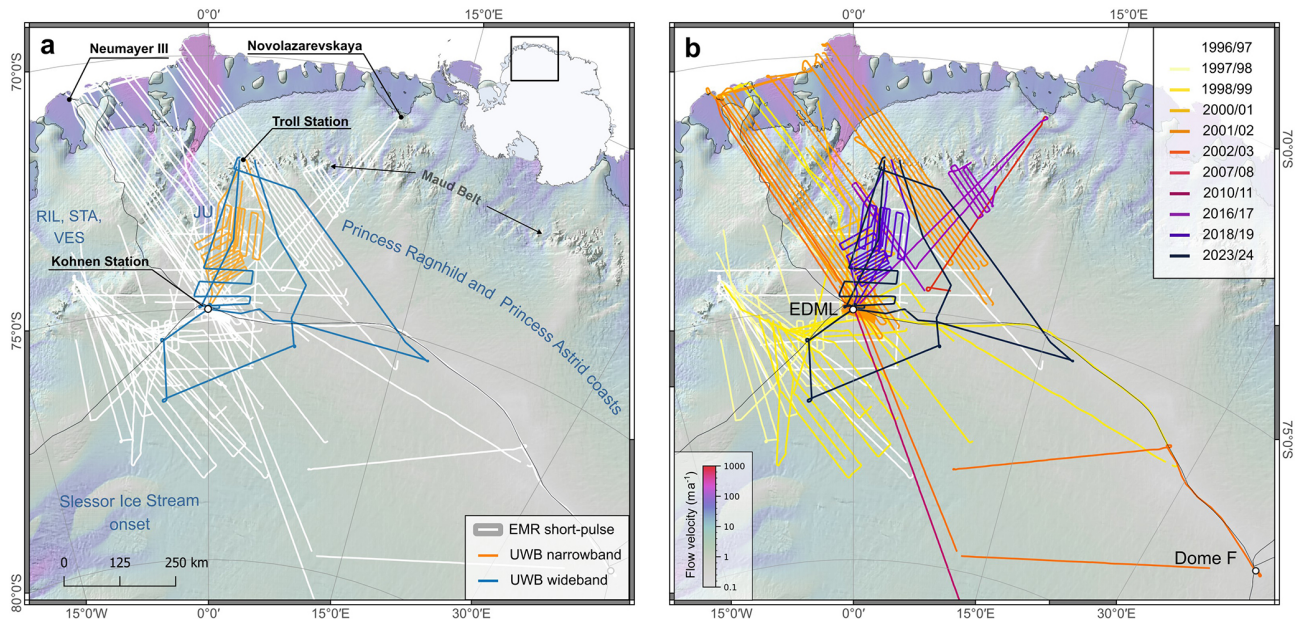 0°0' 15°0'E 0°0' 15°0'E
a
Neumayer III
Novolazarevskaya
70°S
Troll Station
Maud Belt
RIL, STA,
VES
JU
Kohnen Station
Princess Ragnhild and Princess Astrid coasts
75°S
Slessor Ice Stream
onset
0 125 250 km
EMR short-pulse
UWB narrowband
UWB wideband
80°S
15°0'W 0°0' 15°0'E 30°0'E
b
1996/97
1997/98
1998/99
2000/01
2001/02
2002/03
2007/08
2010/11
2016/17
2018/19
2023/24
70°0'S
EDML
75°0'S
Flow velocity (m a⁻¹)
1000
100
10
1
0.1
Dome F
15°0'W 0°0' 15°0'E 30°0'E